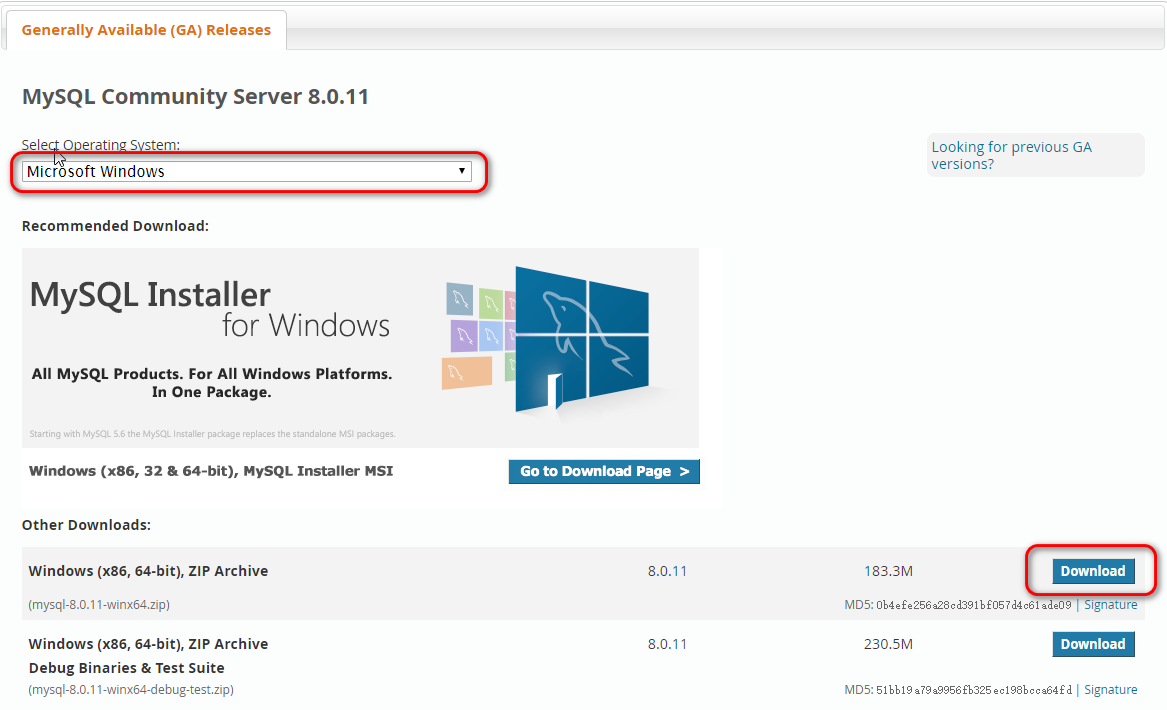 Generally Available (GA) Releases
MySQL Community Server 8.0.11
Select Operating System:
Looking for previous GA
versions?
Microsoft Windows
Recommended Download:
MySQL Installer
for Windows
All MySQL Products. For All Windows Platforms.
In One Package.
Starting with MySQL 5.6 the MySQL Installer package replaces the standalone MSI packages.
Windows (x86, 32 & 64-bit), MySQL Installer MSI
Go to Download Page >
Other Downloads:
Windows (x86, 64-bit), ZIP Archive 8.0.11 183.3M Download
(mysql-8.0.11-winx64.zip) MD5: 0b4efe256a28cd391bf057d4c61ade09 | Signature
Windows (x86, 64-bit), ZIP Archive 8.0.11 230.5M Download
Debug Binaries & Test Suite
(mysql-8.0.11-winx64-debug-test.zip) MD5: 51bb19a79a9956fb325ec198bcca64fd | Signature